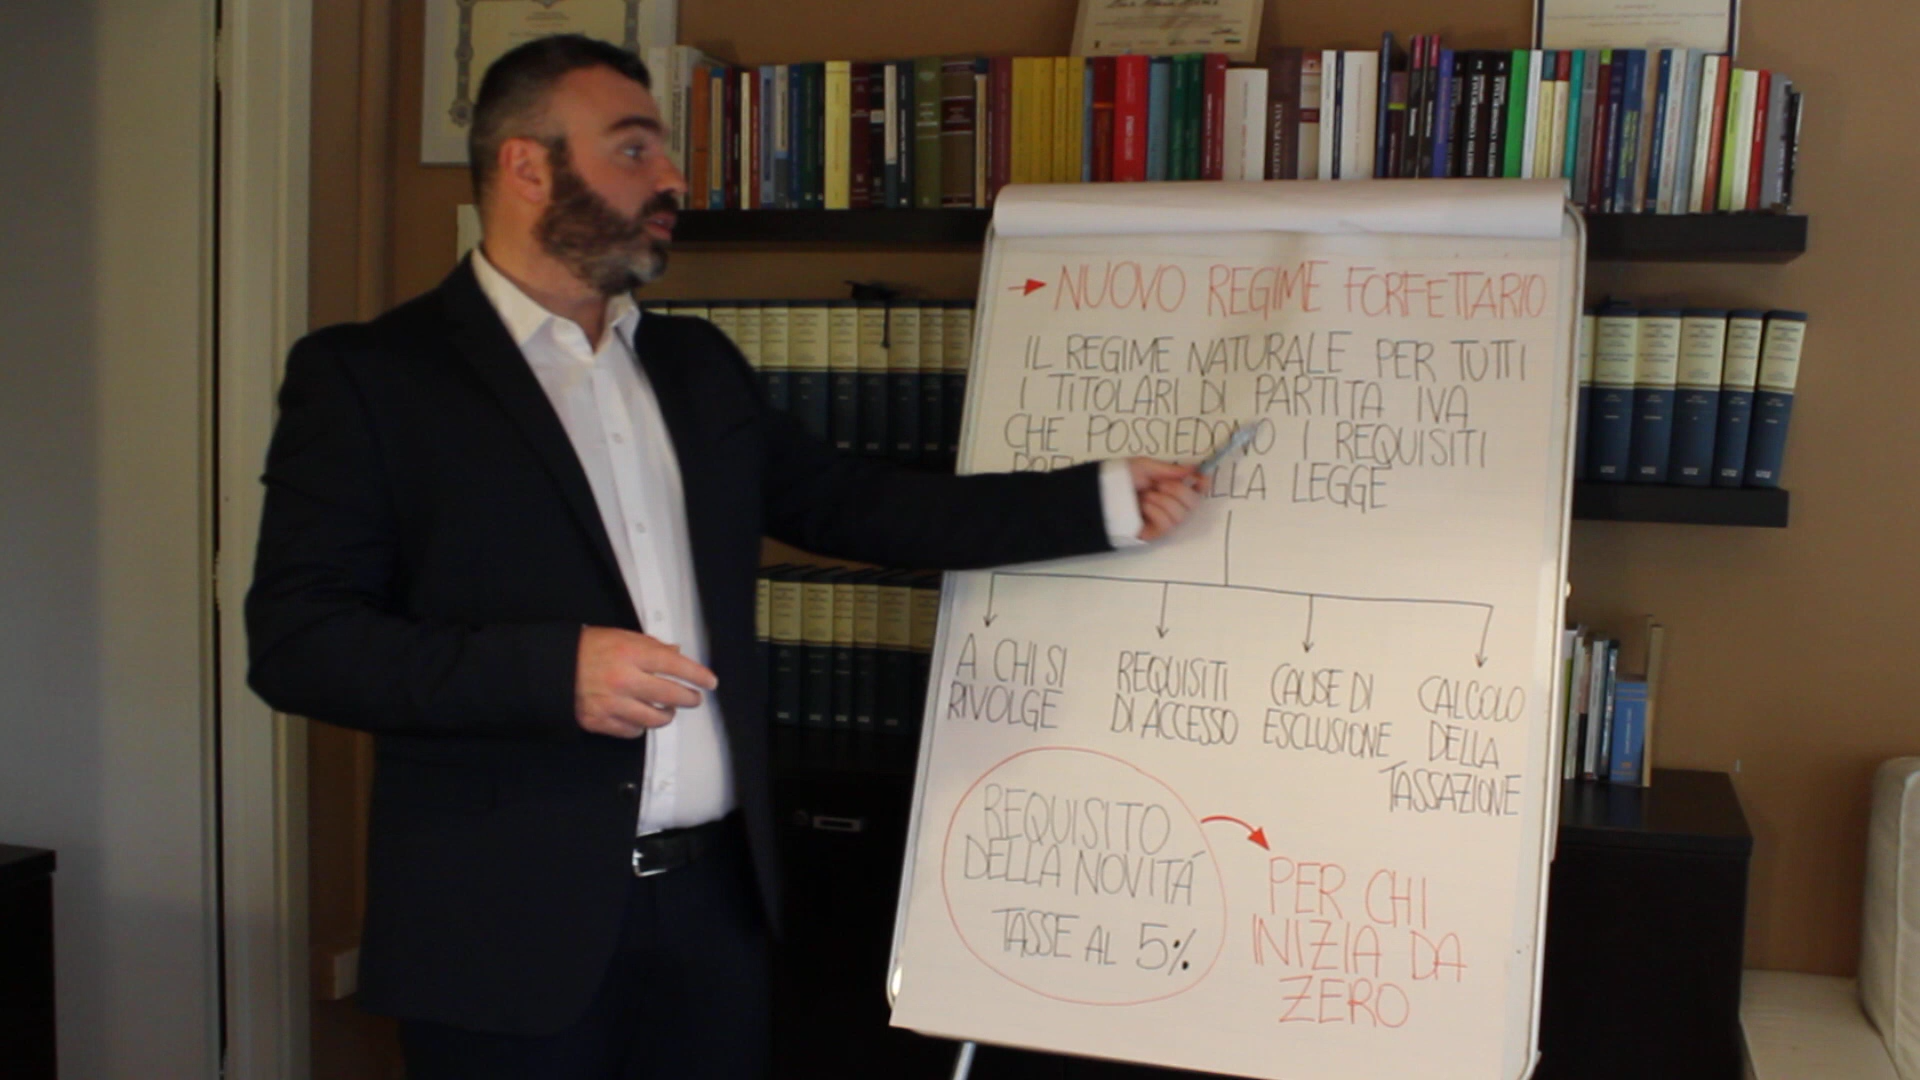 NUOVO REGIME FORFETTARIO
IL REGIME NATURALE PER TUTTI
I TITOLARI DI PARTITA IVA
CHE POSSIEDONO I REQUISITI
LEGGE
A CHI SI
RIVOLGE
REQUISITI
DI ACCESSO
CAUSE DI
ESCLUSIONE
CALCOLO
DELLA
TASSAZIONE
REQUISITO
DELLA NOVITÁ
TASSE AL 5%
PER CHI
INIZIA DA
ZERO